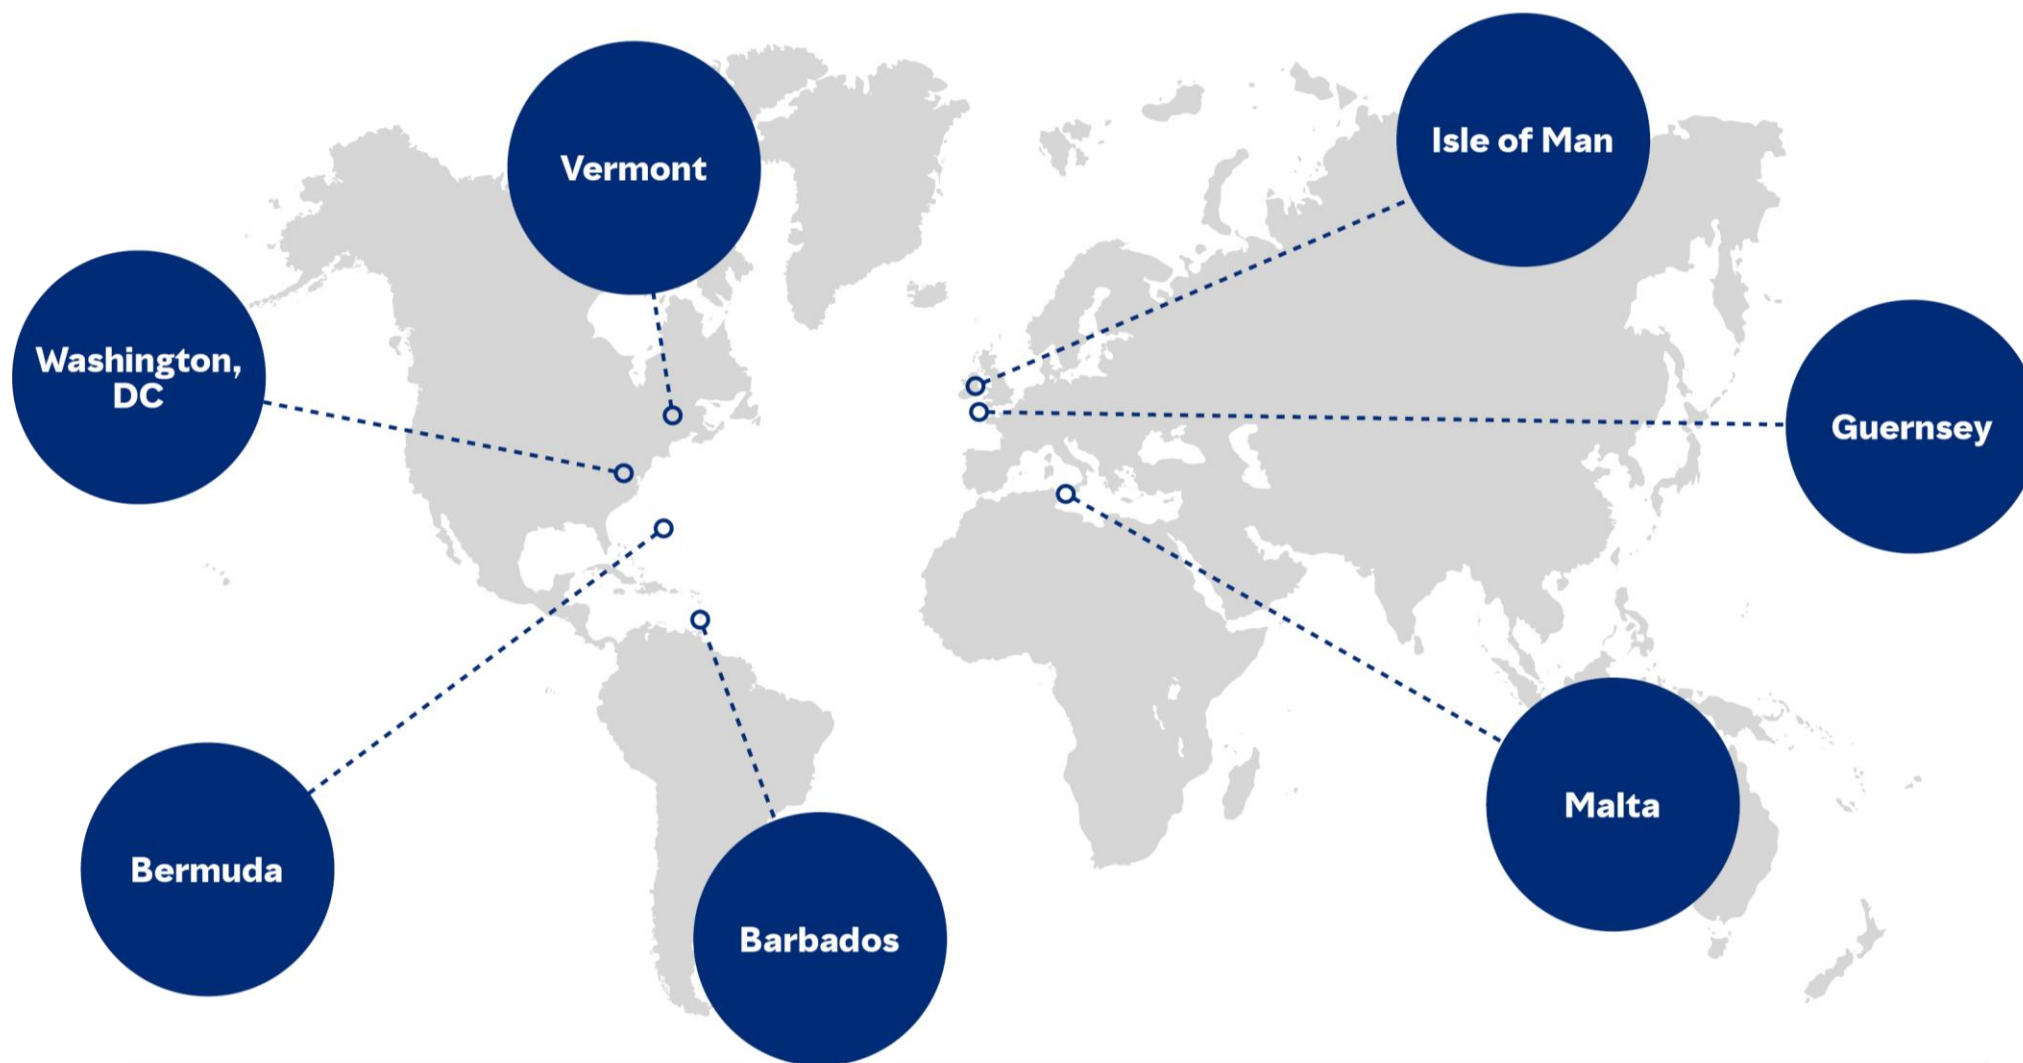 Vermont
Isle of Man
Washington,
DC
Guernsey
Malta
Bermuda
Barbados